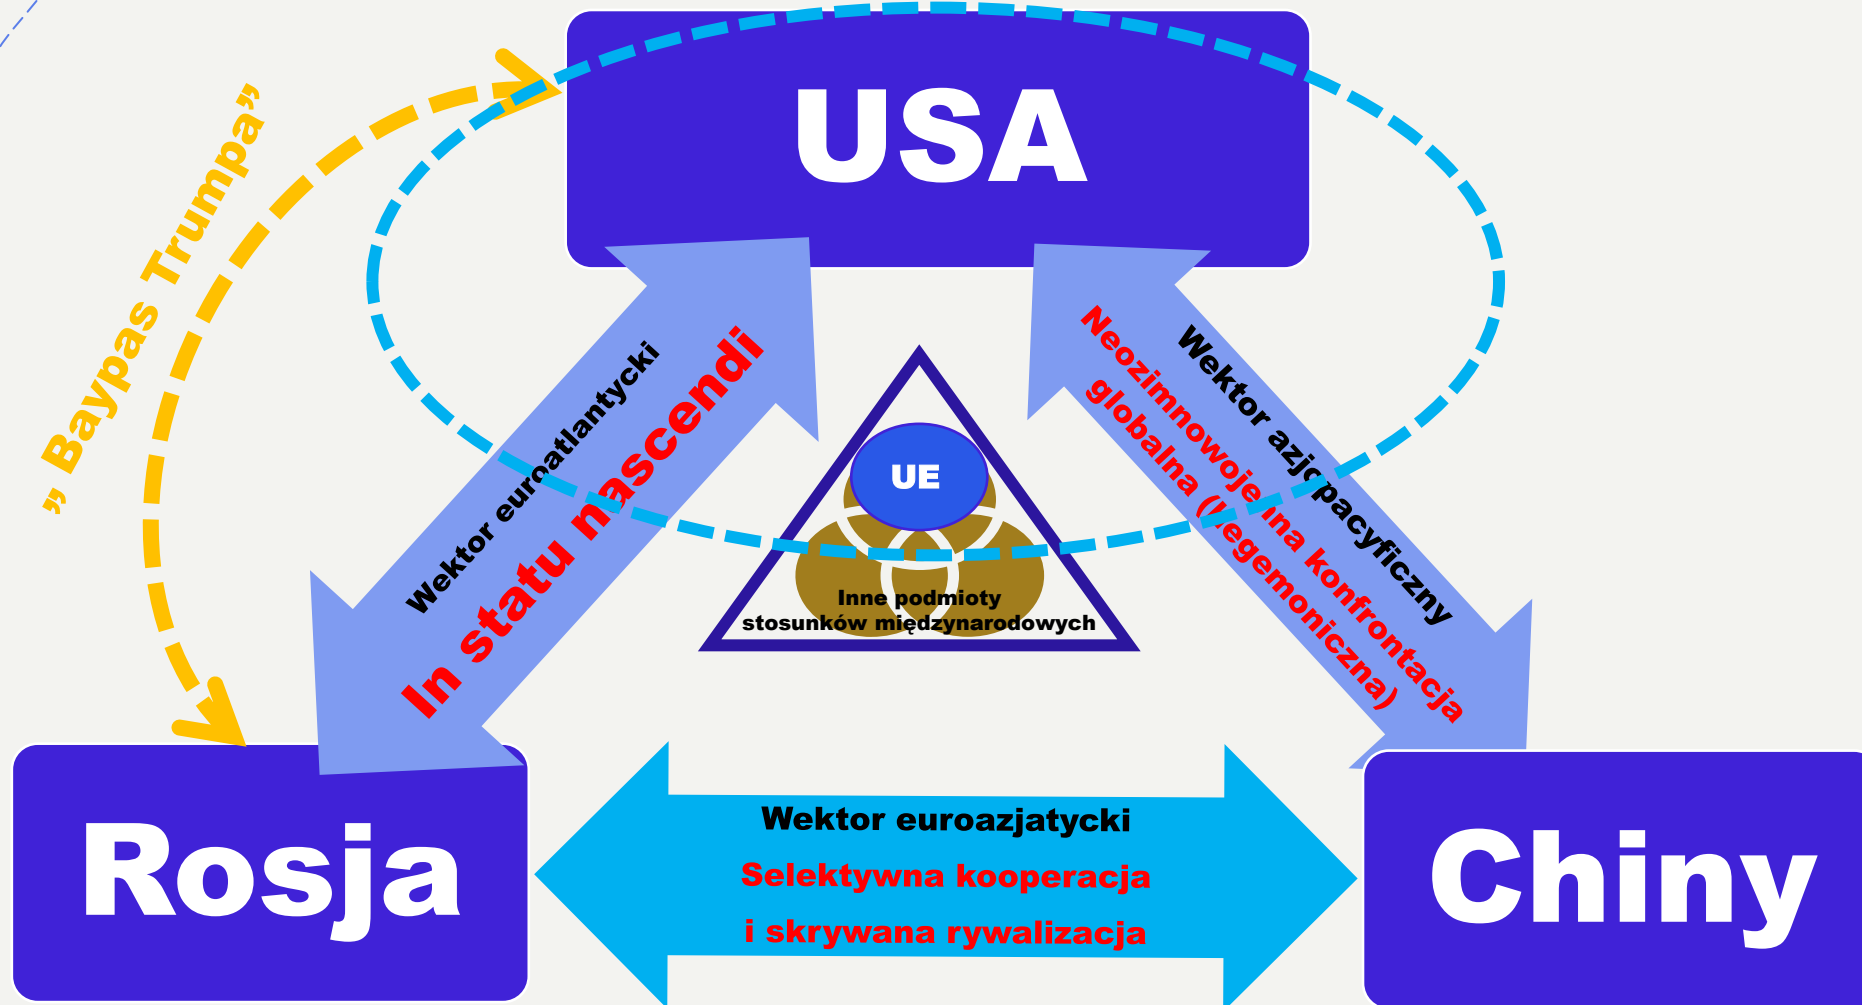 USA
„ Baypas Trumpa”
Wektor euroatlantycki
In statu nascendi
Wektor azjopacyficzny
Neozimnowojenna konfrontacja
globalna (hegemoniczna)
UE
Inne podmioty
stosunków międzynarodowych
Rosja
Wektor euroazjatycki
Selektywna kooperacja
i skrywana rywalizacja
Chiny